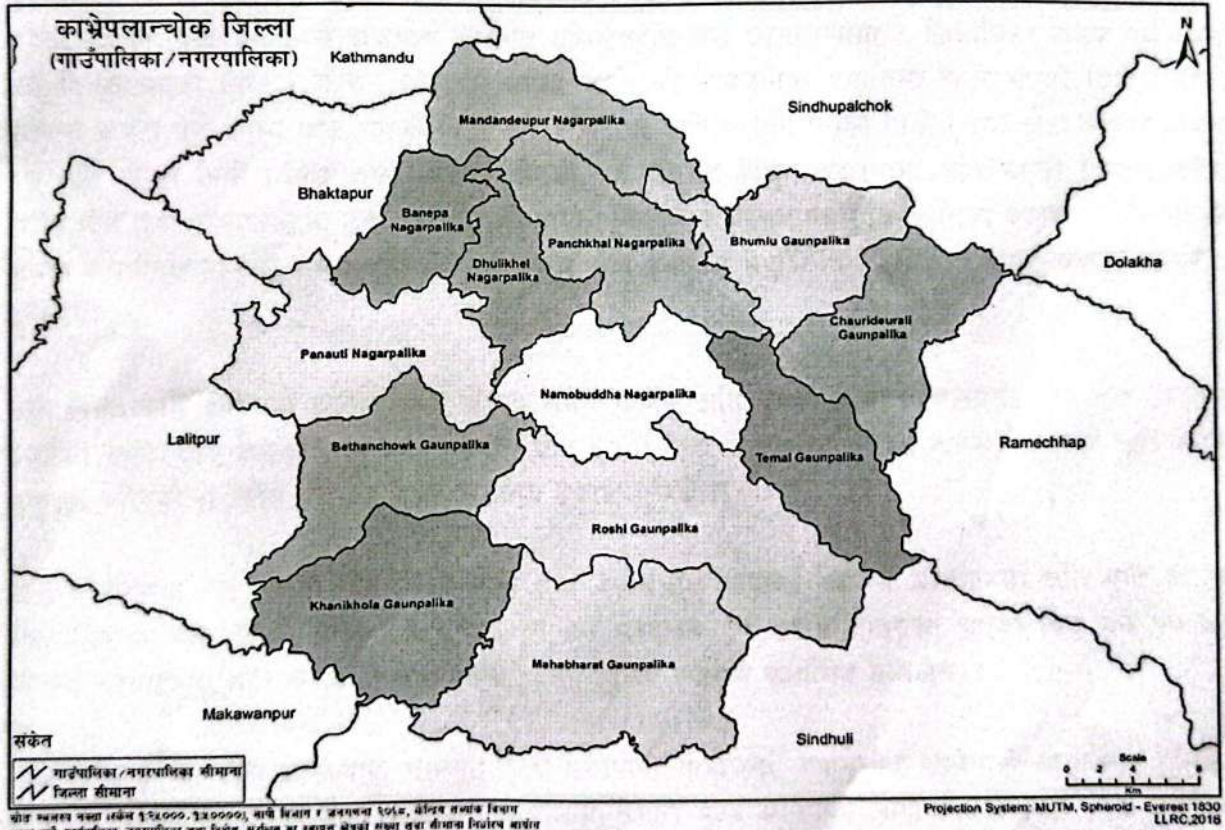 काभ्रेपलान्चोक जिल्ला
(गाउँपालिका/नगरपालिका)
N
Kathmandu
Sindhupalchok
Mandandeupur Nagarpalika
Bhaktapur
Banepa
Nagarpalika
Panchkhal Nagarpalika
Bhumlu Gaunpalika
Dhulikhel
Nagarpalika
Dolakha
Chaurideurali
Gaunpalika
Panauti Nagarpalika
Namobuddha Nagarpalika
Lalitpur
Bethanchowk Gaunpalika
Temal Gaunpalika
Ramechhap
Roshi Gaunpalika
Khanikhola Gaunpalika
Mahabharat Gaunpalika
Makawanpur
Sindhuli
संकेत
गाउँपालिका/नगरपालिका सीमाना
जिल्ला सीमाना
Scale
0 2 4 6 8
Km
Projection System: MUTM, Spheroid - Everest 1830
LLRC,2016